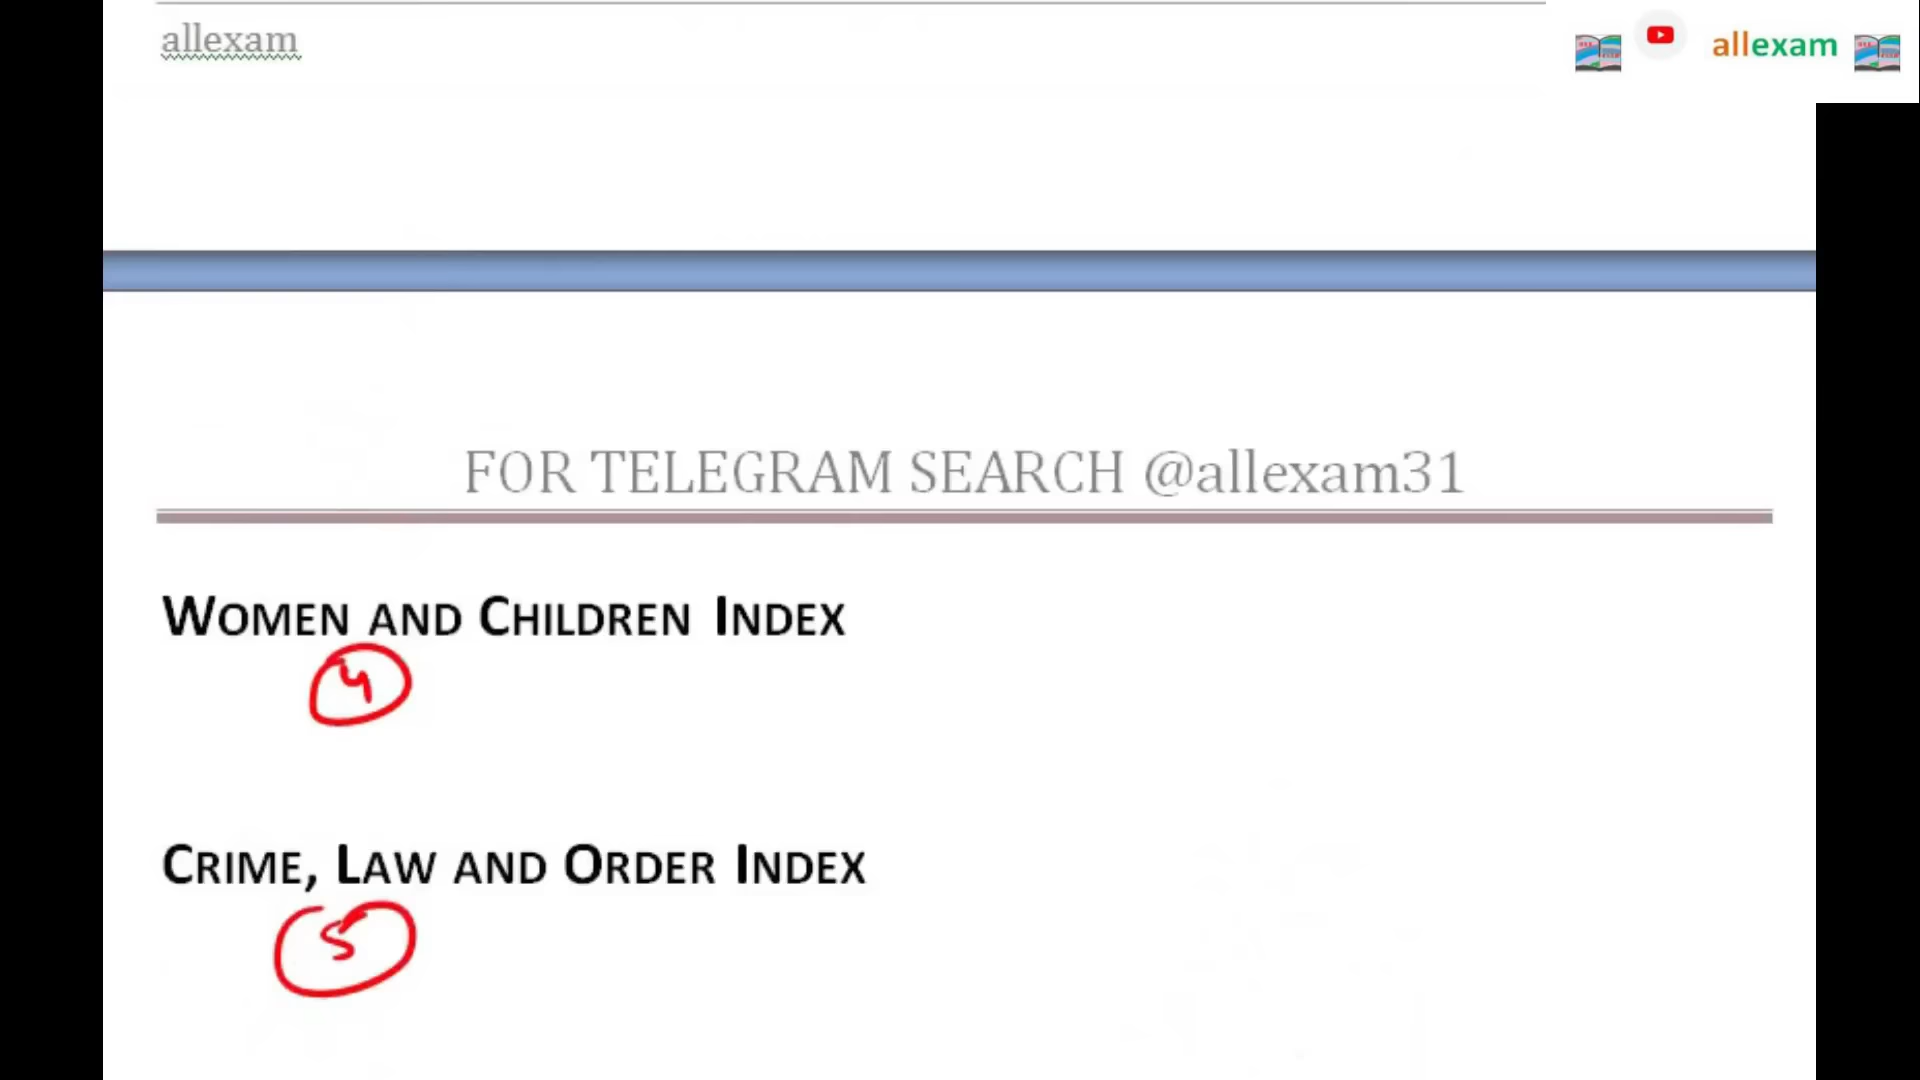 allexam
allexam
FOR TELEGRAM SEARCH @allexam31
WOMEN AND CHILDREN INDEX
4
CRIME, LAW AND ORDER INDEX
5